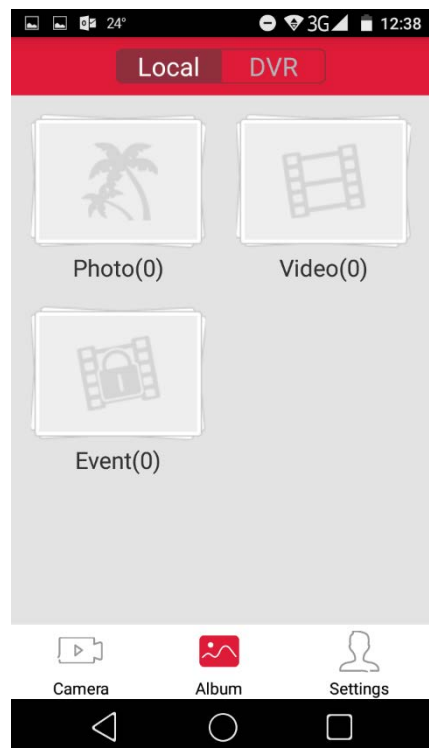 24° 3G 12:38
Local DVR
Photo(0) Video(0)
Event(0)
Camera Album Settings